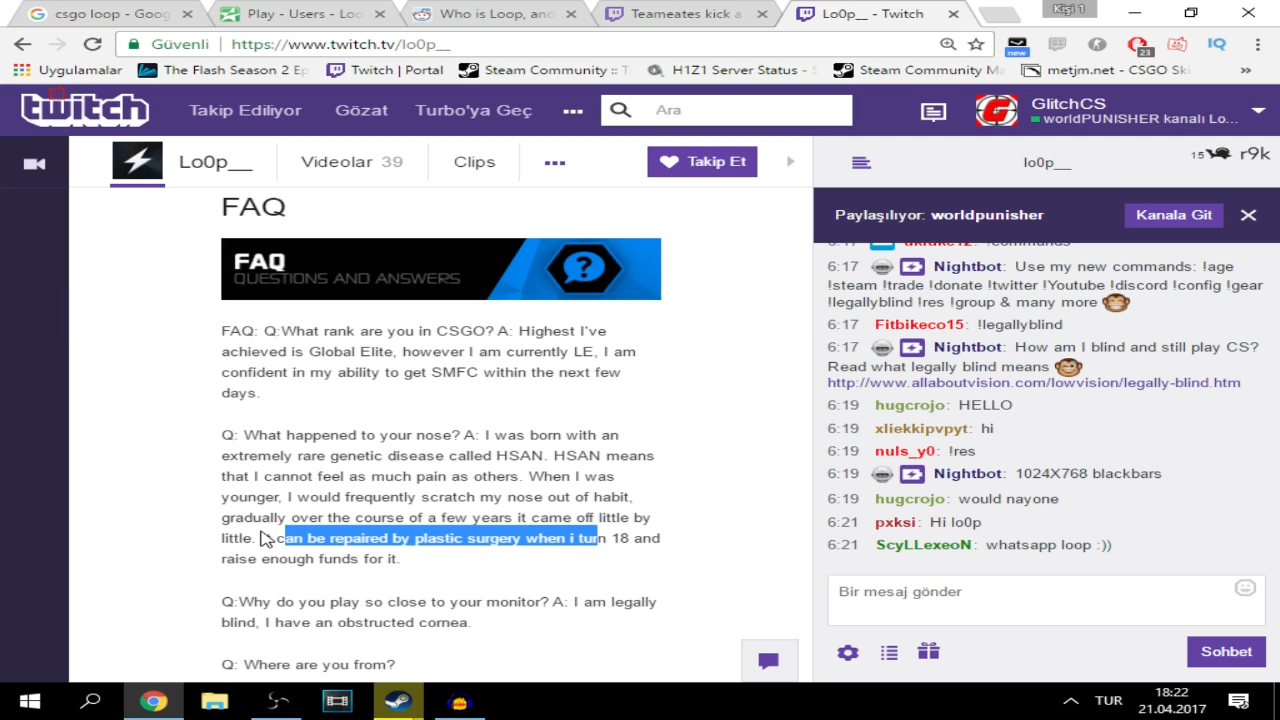 csgo loop - Goog
Play - Users - Loo
Who is Loop, and
Teameates kick a
Lo0p__ - Twitch
Kişi 1
Güvenli
https://www.twitch.tv/lo0p__
new
23
IQ
Uygulamalar
The Flash Season 2 Ep
Twitch | Portal
Steam Community :: T
H1Z1 Server Status -
Steam Community Ma
metjm.net - CSGO Ski
»
twitch
Takip Ediliyor
Gözat
Turbo'ya Geç
Ara
GlitchCS
worldPUNISHER kanalı Lo...
Lo0p__
Videolar 39
Clips
Takip Et
lo0p__
15
r9k
FAQ
FAQ
QUESTIONS AND ANSWERS
FAQ: Q:What rank are you in CSGO? A: Highest I've
achieved is Global Elite, however I am currently LE, I am
confident in my ability to get SMFC within the next few
days.
Q: What happened to your nose? A: I was born with an
extremely rare genetic disease called HSAN. HSAN means
that I cannot feel as much pain as others. When I was
younger, I would frequently scratch my nose out of habit,
gradually over the course of a few years it came off little by
little. can be repaired by plastic surgery when i turn 18 and
raise enough funds for it.
Q:Why do you play so close to your monitor? A: I am legally
blind, I have an obstructed cornea.
Q: Where are you from?
Paylaşılıyor: worldpunisher
Kanala Git
6:17 !commands
6:17 Nightbot: Use my new commands: !age
!steam !trade !donate !twitter !Youtube !discord !config !gear
!legallyblind !res !group & many more
6:17 Fitbikeco15: !legallyblind
6:17 Nightbot: How am I blind and still play CS?
Read what legally blind means
http://www.allaboutvision.com/lowvision/legally-blind.htm
6:19 hugcrojo: HELLO
6:19 xliekkipvpyt: hi
6:19 nuls_y0: !res
6:19 Nightbot: 1024X768 blackbars
6:19 hugcrojo: would nayone
6:21 pxksi: Hi lo0p
6:21 ScyLLexeoN: whatsapp loop :))
Bir mesaj gönder
Sohbet
TUR
18:22
21.04.2017